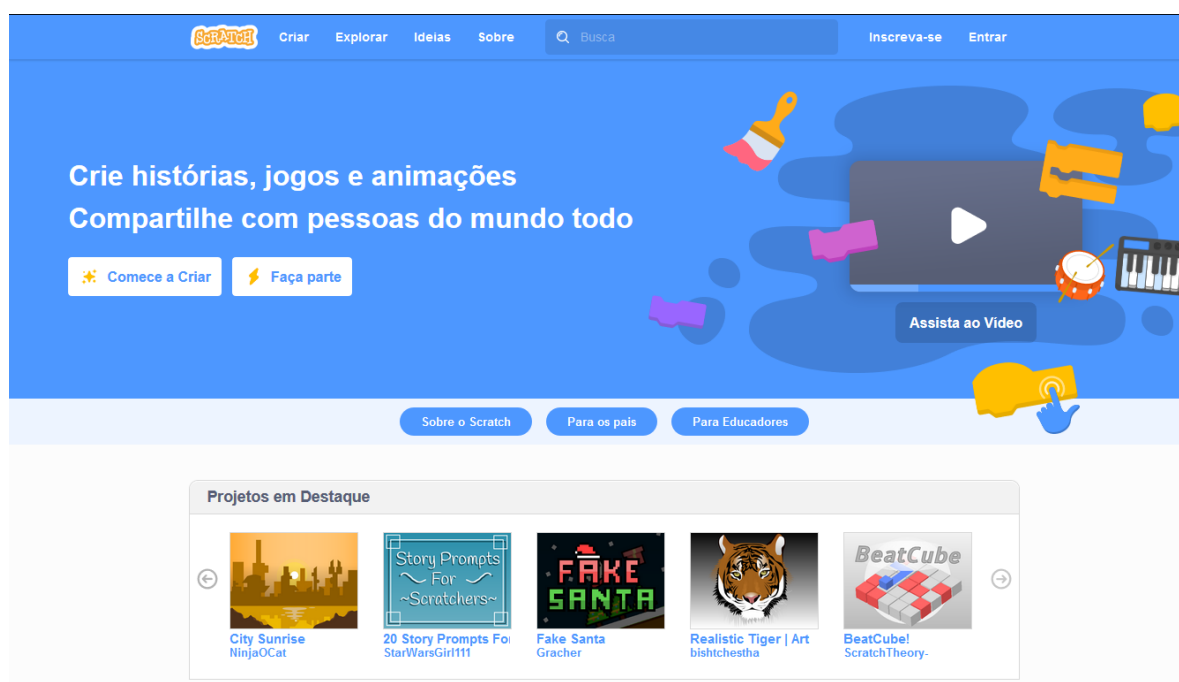 SCRATCH Criar Explorar Ideias Sobre Busca Inscreva-se Entrar
Crie histórias, jogos e animações
Compartilhe com pessoas do mundo todo
Comece a Criar Faça parte
Assista ao Vídeo
Sobre o Scratch Para os pais Para Educadores
Projetos em Destaque
Story Prompts
For
~Scratchers~
FAKE
SANTA
BeatCube
City Sunrise 20 Story Prompts For Fake Santa Realistic Tiger | Art BeatCube!
NinjaOCat StarWarsGirl111 Gracher bishtchestha ScratchTheory-